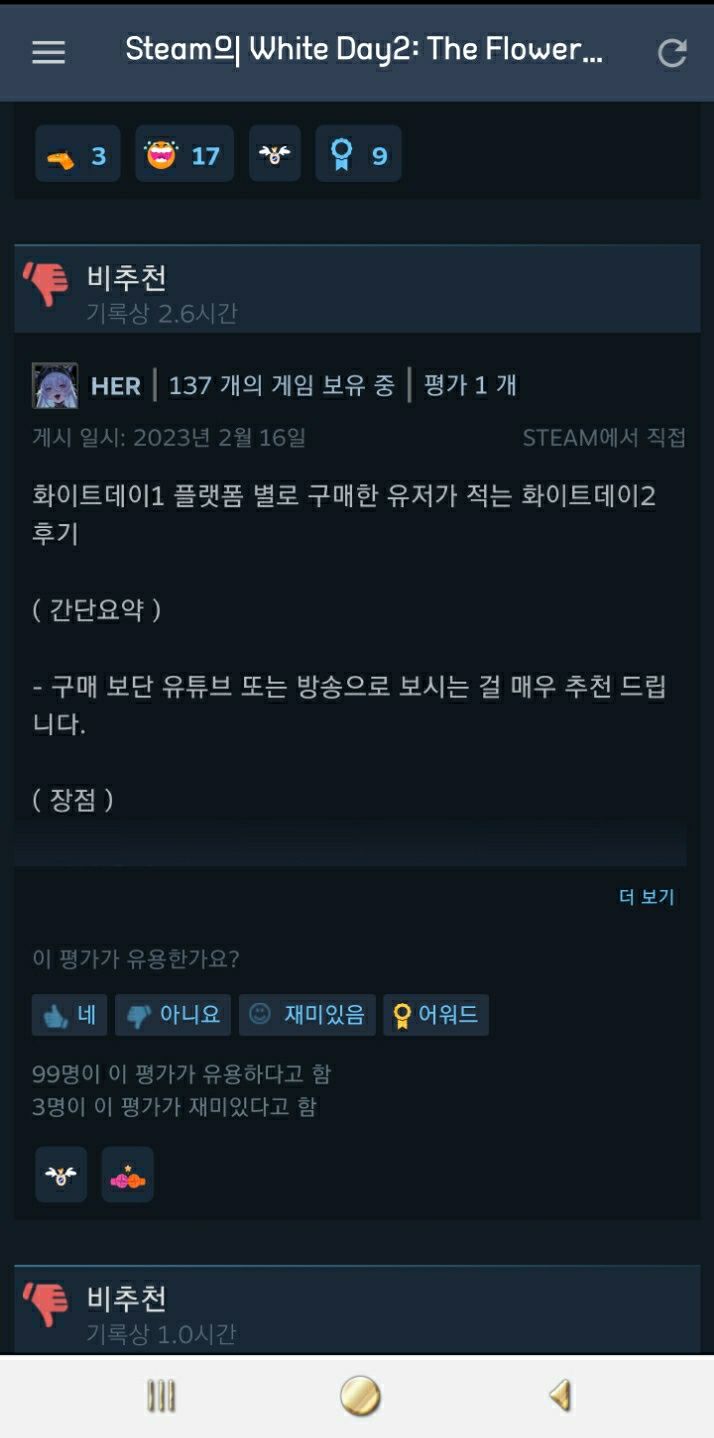 Steam의 White Day2: The Flower...
3
17
9
비추천
기록상 2.6시간
HER | 137 개의 게임 보유 중 | 평가 1 개
게시 일시: 2023년 2월 16일
STEAM에서 직접
화이트데이1 플랫폼 별로 구매한 유저가 적는 화이트데이2
후기
( 간단요약 )
- 구매 보단 유튜브 또는 방송으로 보시는 걸 매우 추천 드립
니다.
( 장점 )
더 보기
이 평가가 유용한가요?
네
아니요
재미있음
어워드
99명이 이 평가가 유용하다고 함
3명이 이 평가가 재미있다고 함
비추천
기록상 1.0시간